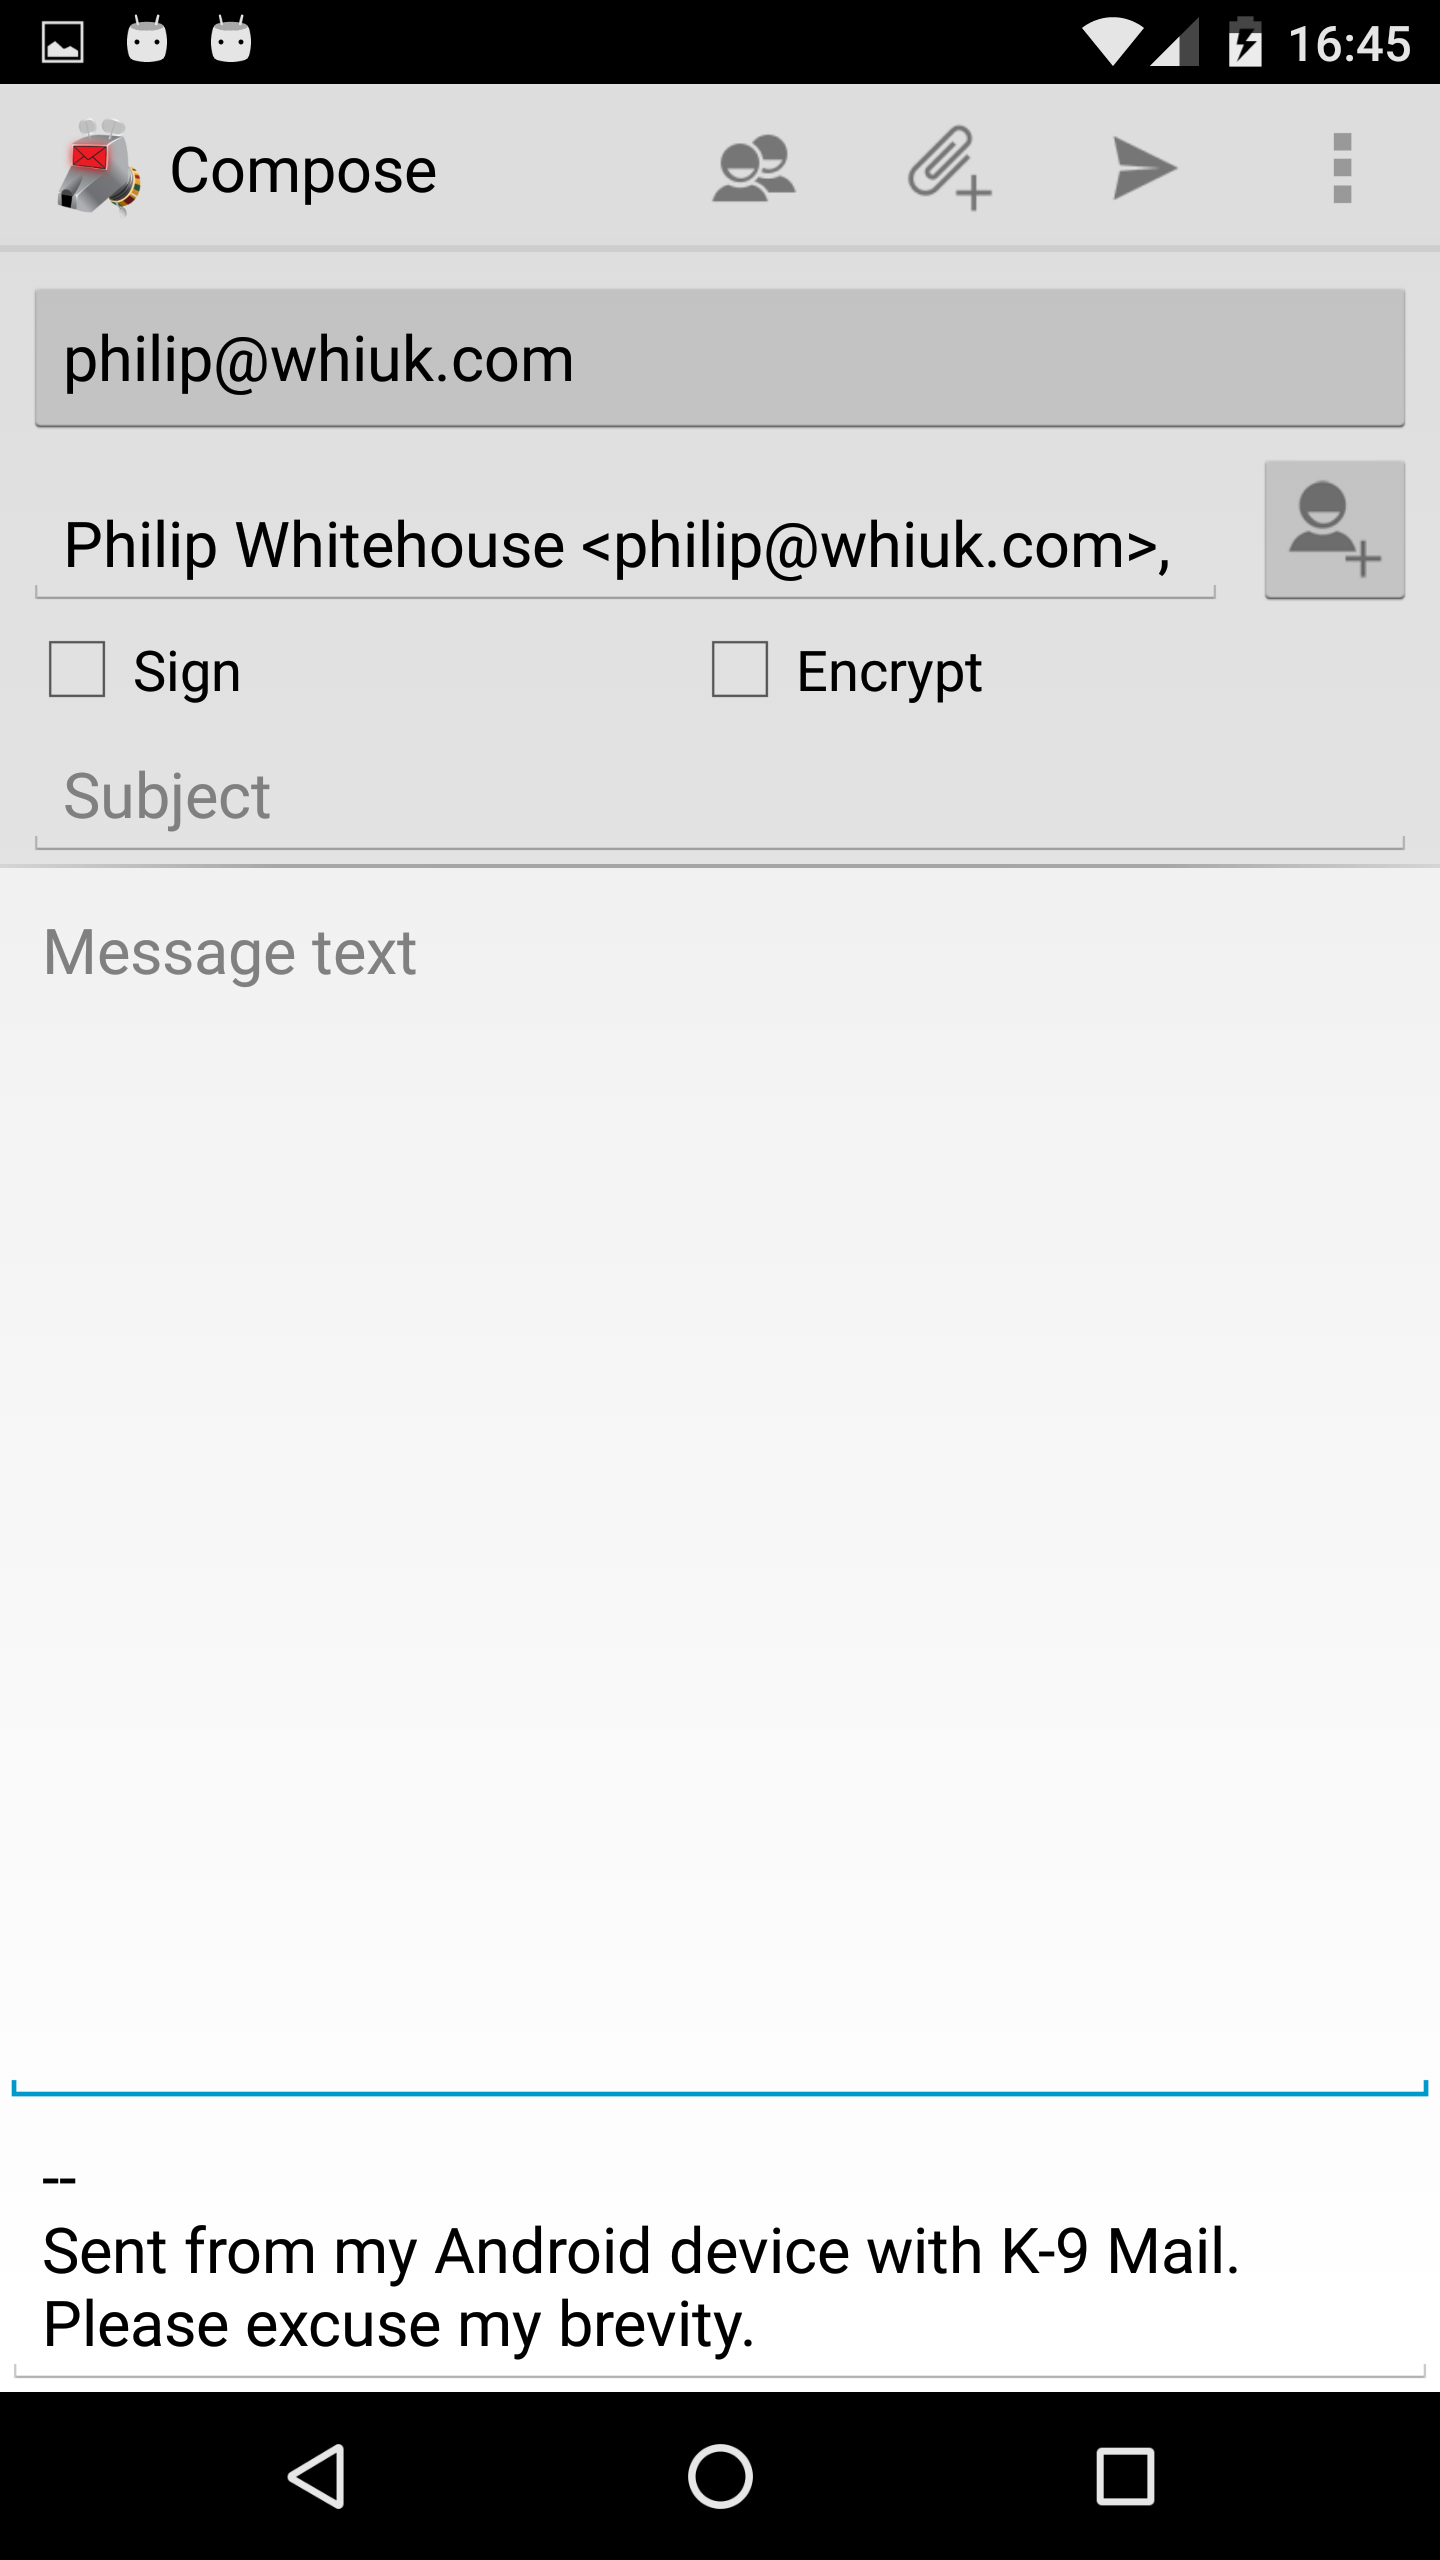 16:45
Compose
philip@whiuk.com
Philip Whitehouse <philip@whiuk.com>,
Sign
Encrypt
Subject
Message text
--
Sent from my Android device with K-9 Mail.
Please excuse my brevity.